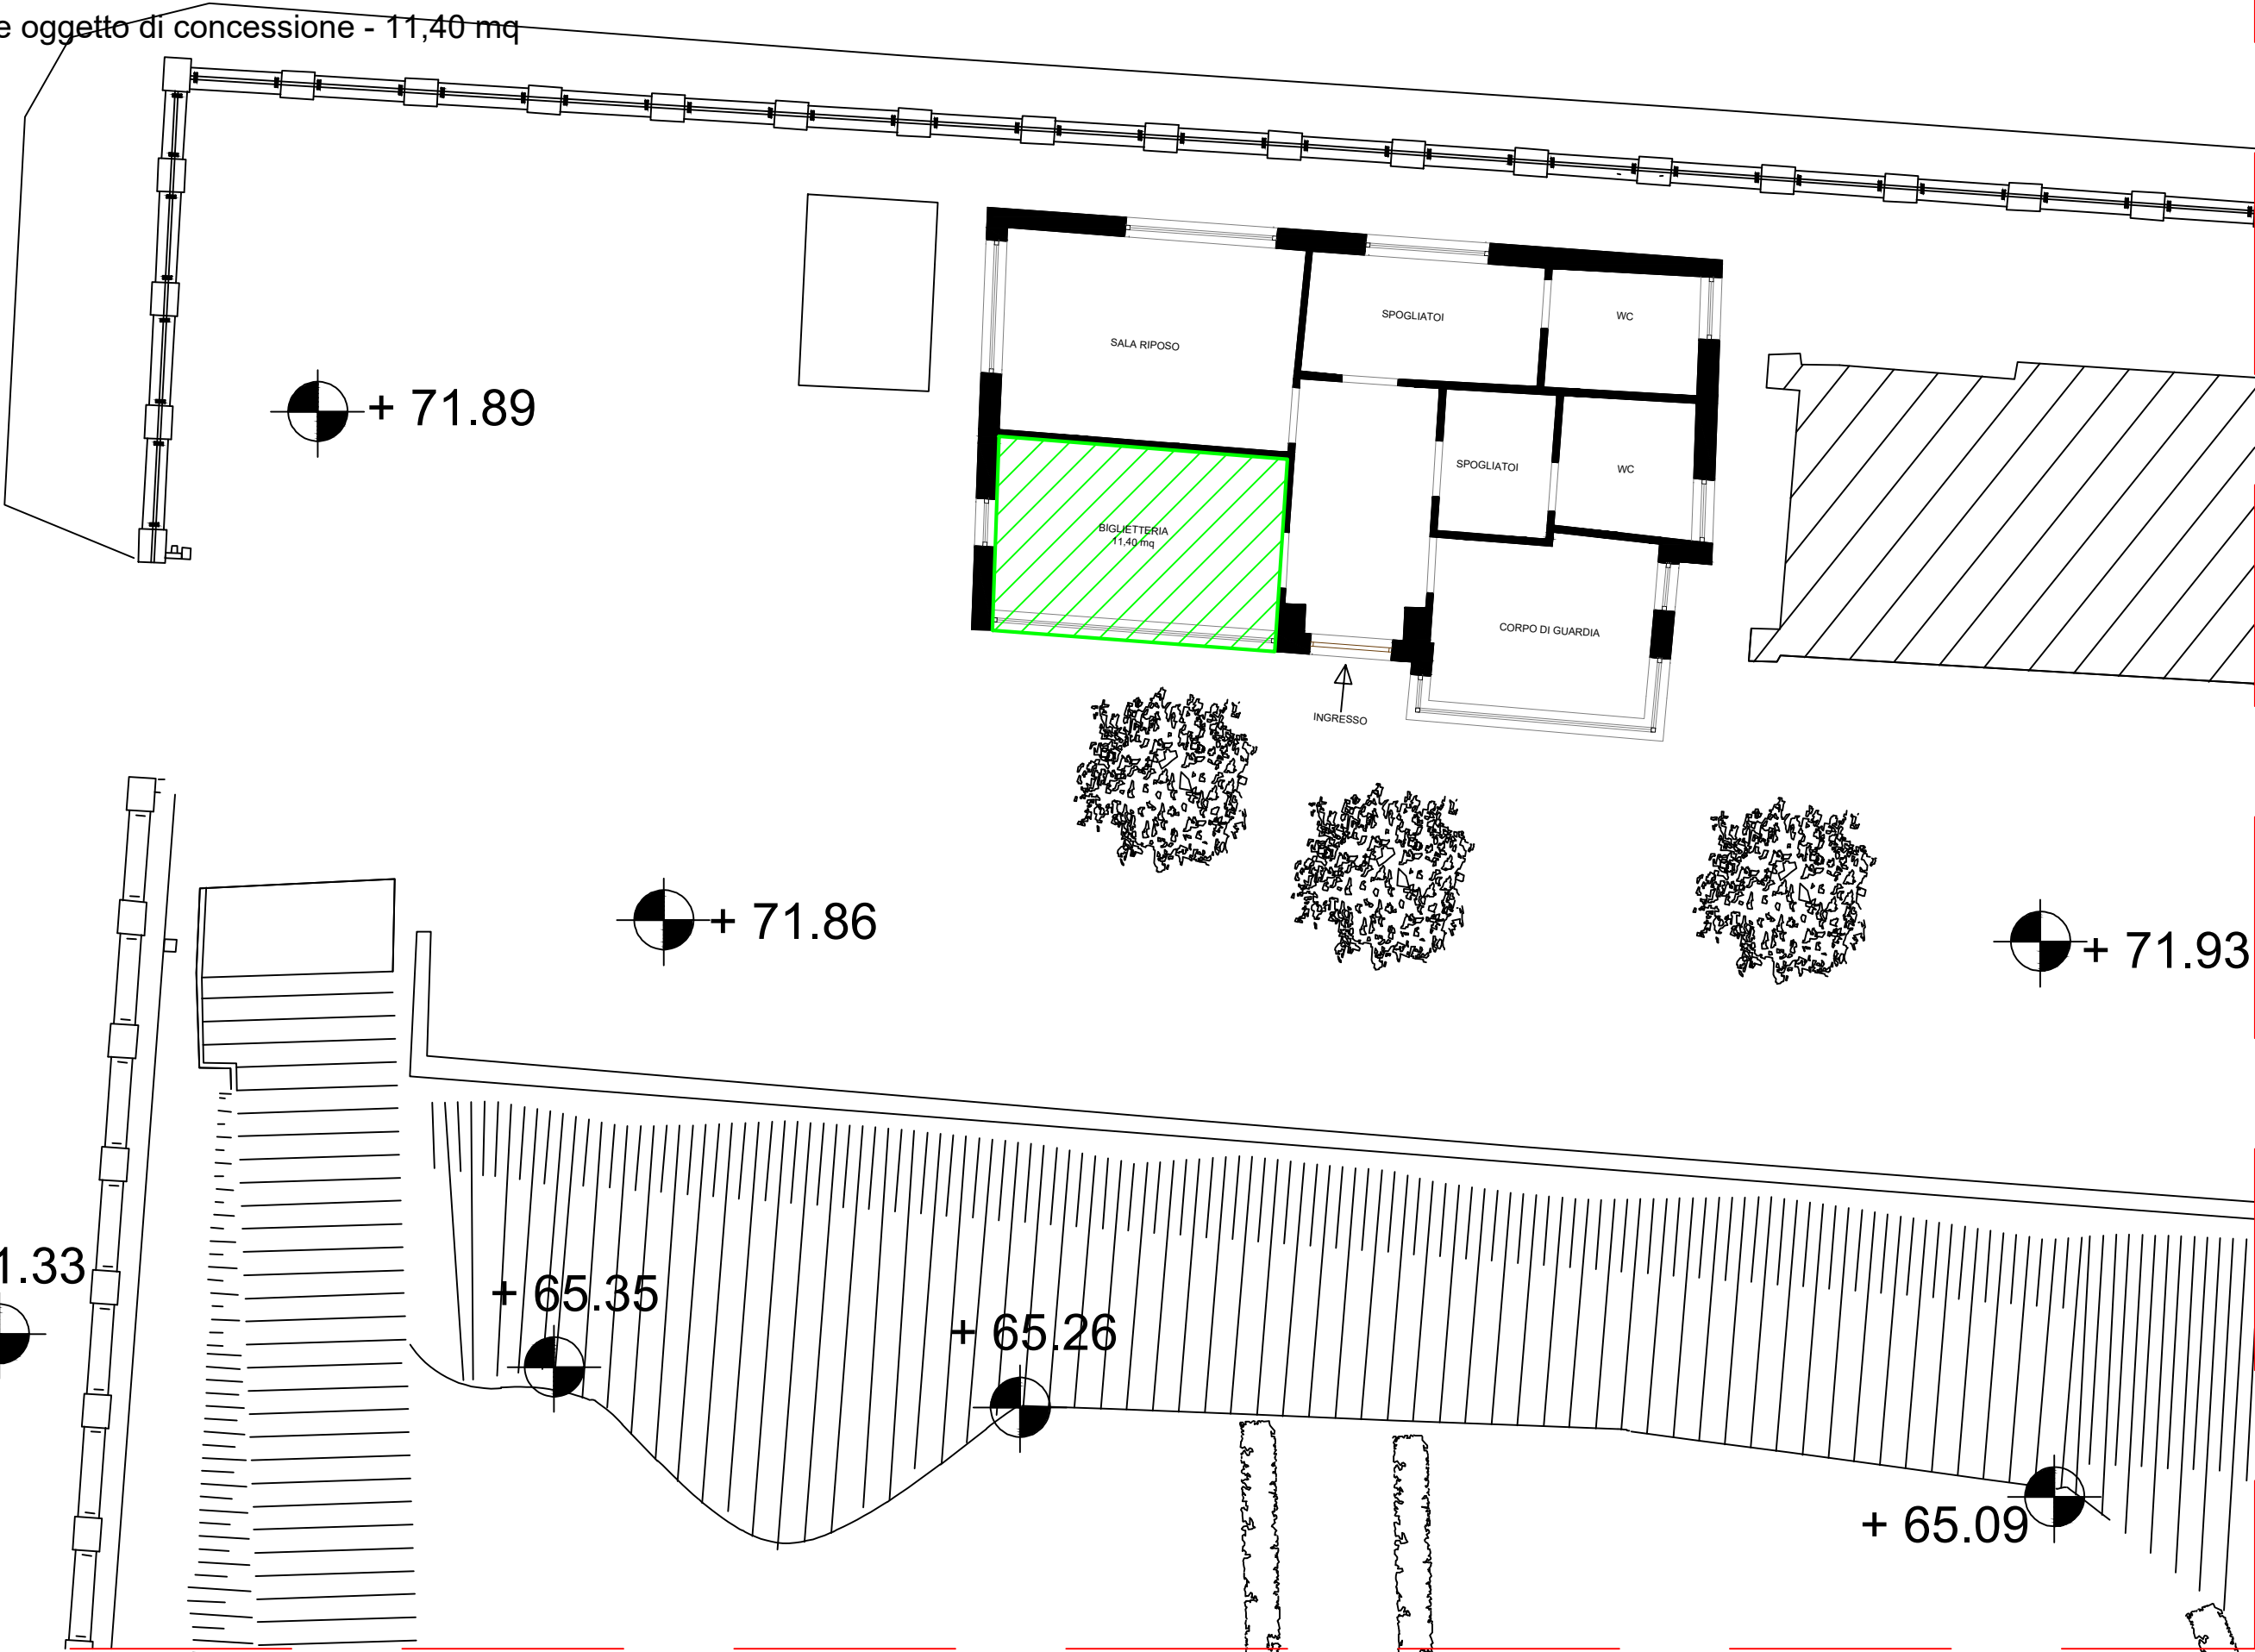 e oggetto di concessione - 11,40 mq
SPOGLIATOI
WC
SALA RIPOSO
+ 71.89
SPOGLIATOI
WC
BIGLIETTERIA
11,40 mq
CORPO DI GUARDIA
INGRESSO
+ 71.86
+ 71.93
1.33
+ 65.35
+ 65.26
+ 65.09